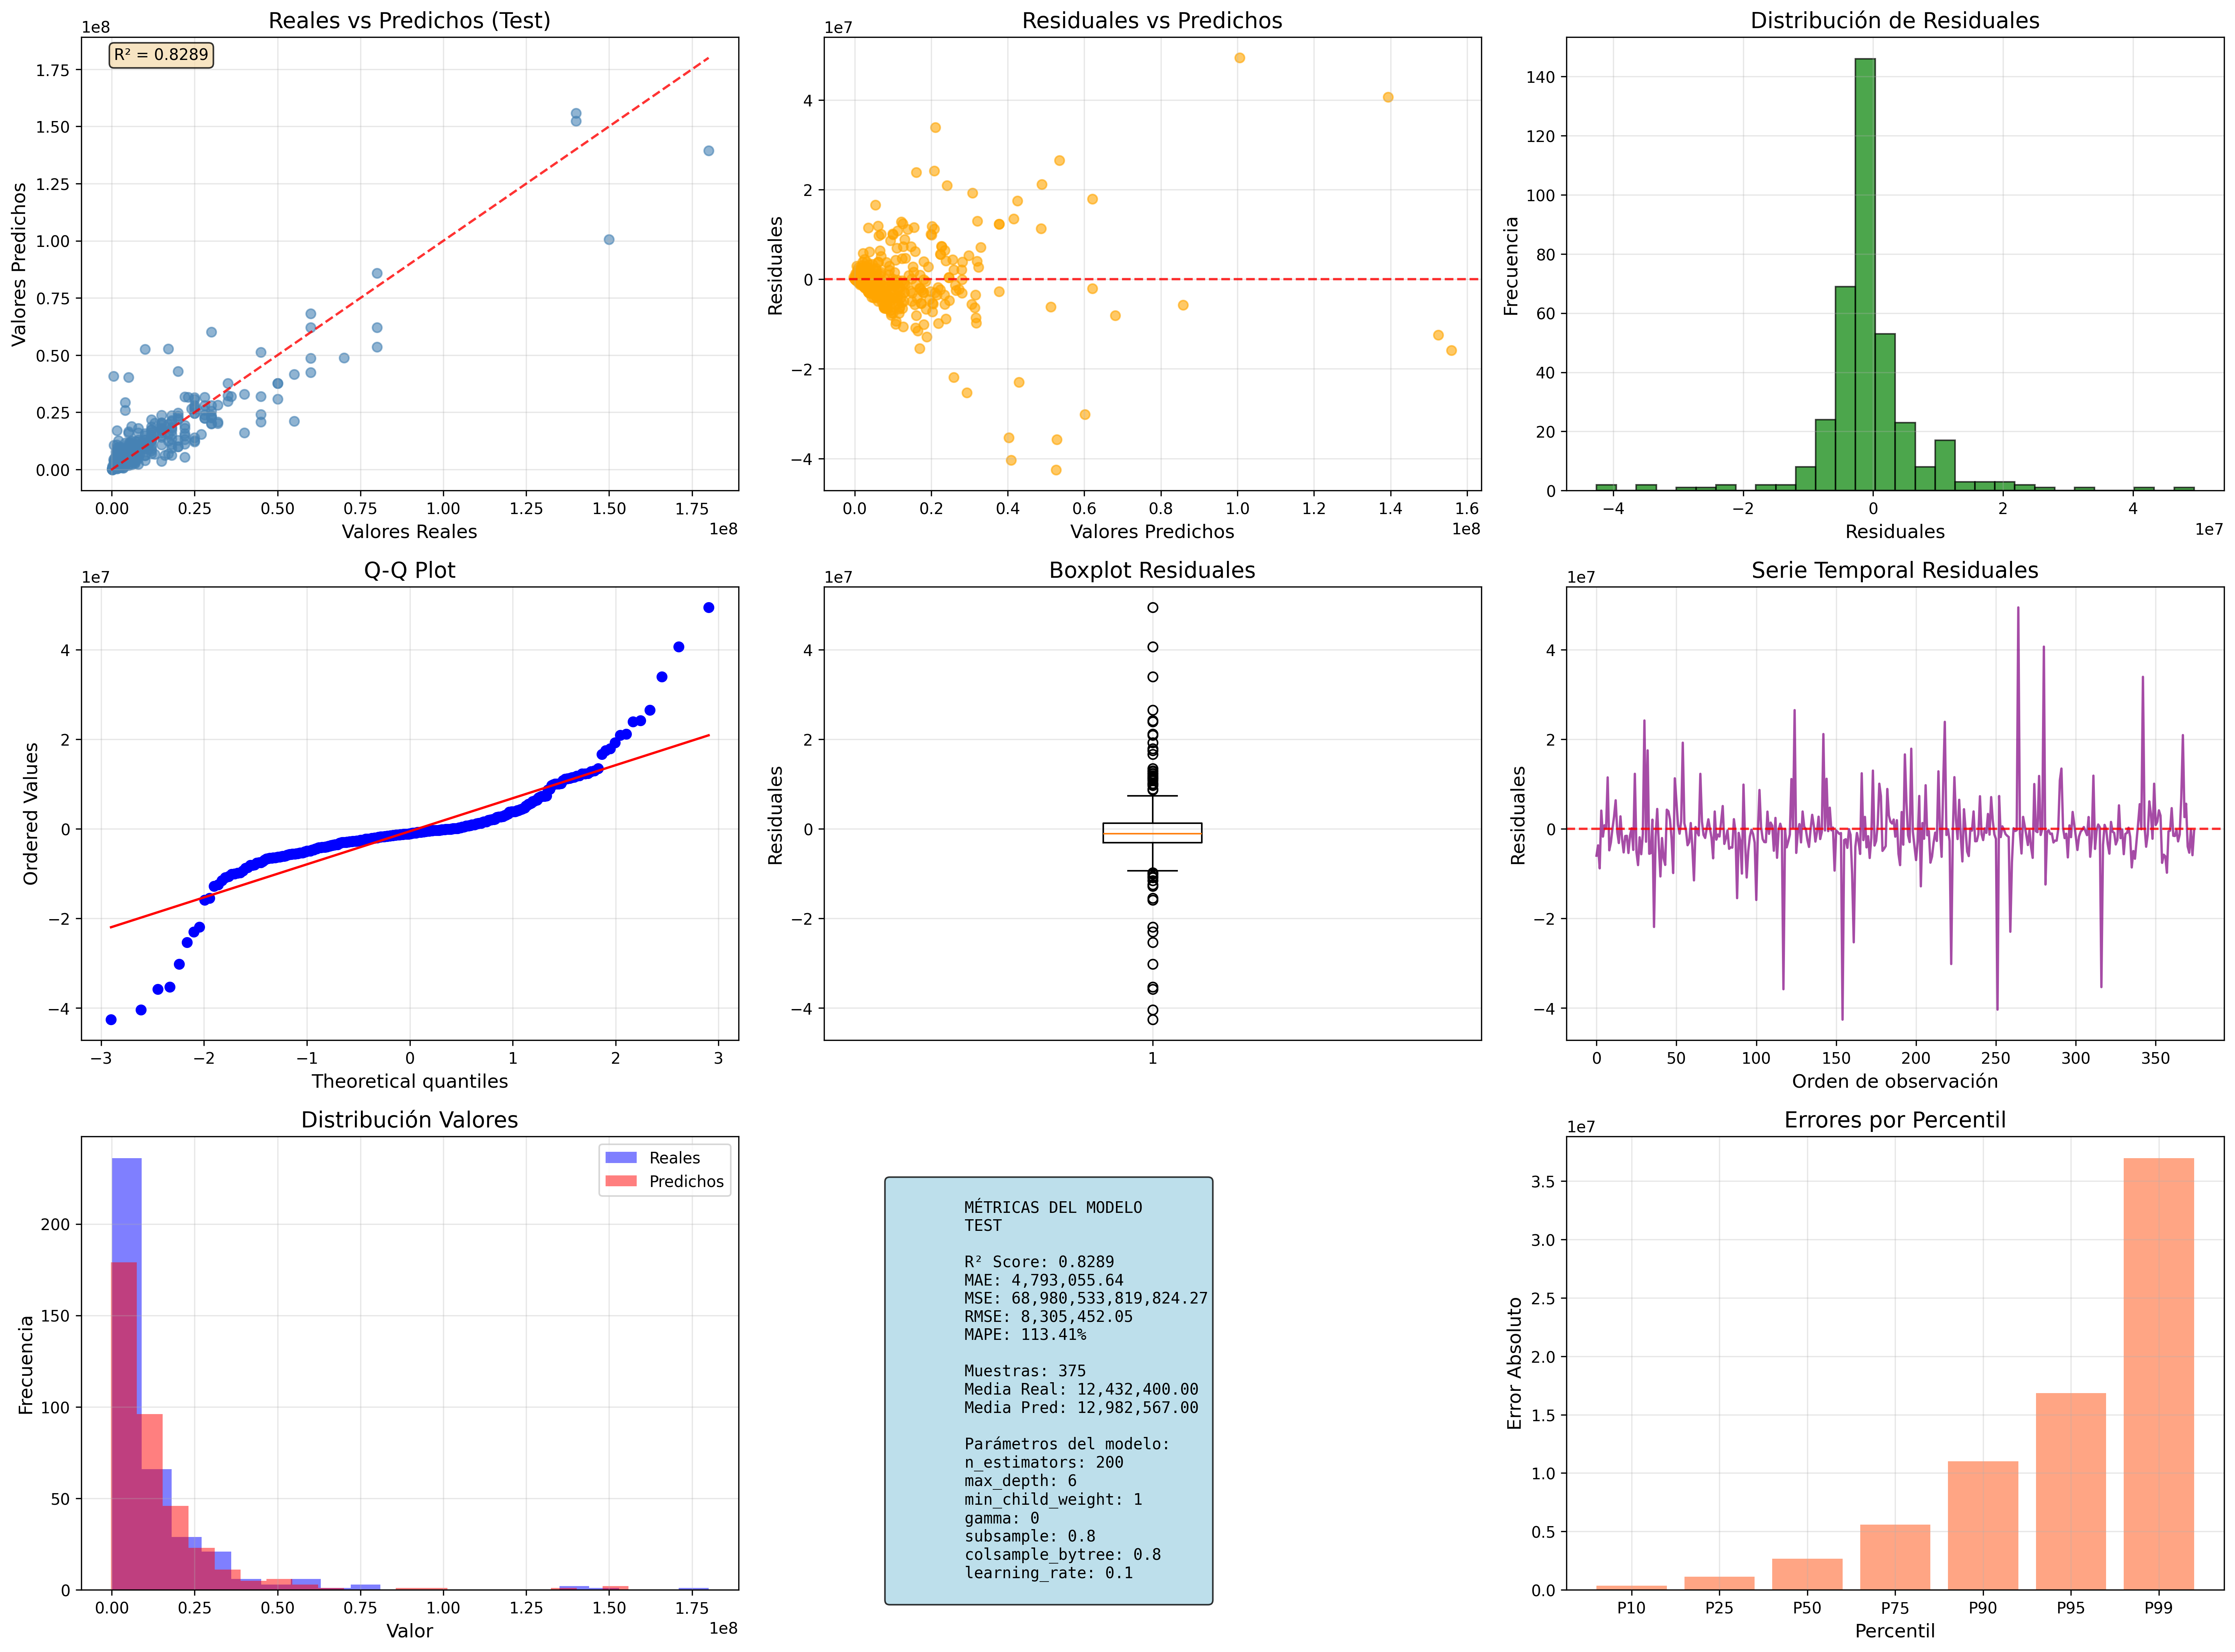 Reales vs Predichos (Test)
1e8
R² = 0.8289
1.75
1.50
1.25
1.00
0.75
0.50
0.25
0.00
Valores Predichos
0.00 0.25 0.50 0.75 1.00 1.25 1.50 1.75
1e8
Valores Reales
Residuales vs Predichos
1e7
4
2
0
−2
−4
Residuales
0.0 0.2 0.4 0.6 0.8 1.0 1.2 1.4 1.6
1e8
Valores Predichos
Distribución de Residuales
140
120
100
80
60
40
20
0
Frecuencia
−4 −2 0 2 4
1e7
Residuales
Q-Q Plot
1e7
4
2
0
−2
−4
Ordered Values
−3 −2 −1 0 1 2 3
Theoretical quantiles
Boxplot Residuales
1e7
4
2
0
−2
−4
Residuales
1
Serie Temporal Residuales
1e7
4
2
0
−2
−4
Residuales
0 50 100 150 200 250 300 350
Orden de observación
Distribución Valores
Reales
Predichos
200
150
100
50
0
Frecuencia
0.00 0.25 0.50 0.75 1.00 1.25 1.50 1.75
1e8
Valor
MÉTRICAS DEL MODELO
TEST
R² Score: 0.8289
MAE: 4,793,055.64
MSE: 68,980,533,819,824.27
RMSE: 8,305,452.05
MAPE: 113.41%
Muestras: 375
Media Real: 12,432,400.00
Media Pred: 12,982,567.00
Parámetros del modelo:
n_estimators: 200
max_depth: 6
min_child_weight: 1
gamma: 0
subsample: 0.8
colsample_bytree: 0.8
learning_rate: 0.1
Errores por Percentil
1e7
3.5
3.0
2.5
2.0
1.5
1.0
0.5
0.0
Error Absoluto
P10 P25 P50 P75 P90 P95 P99
Percentil